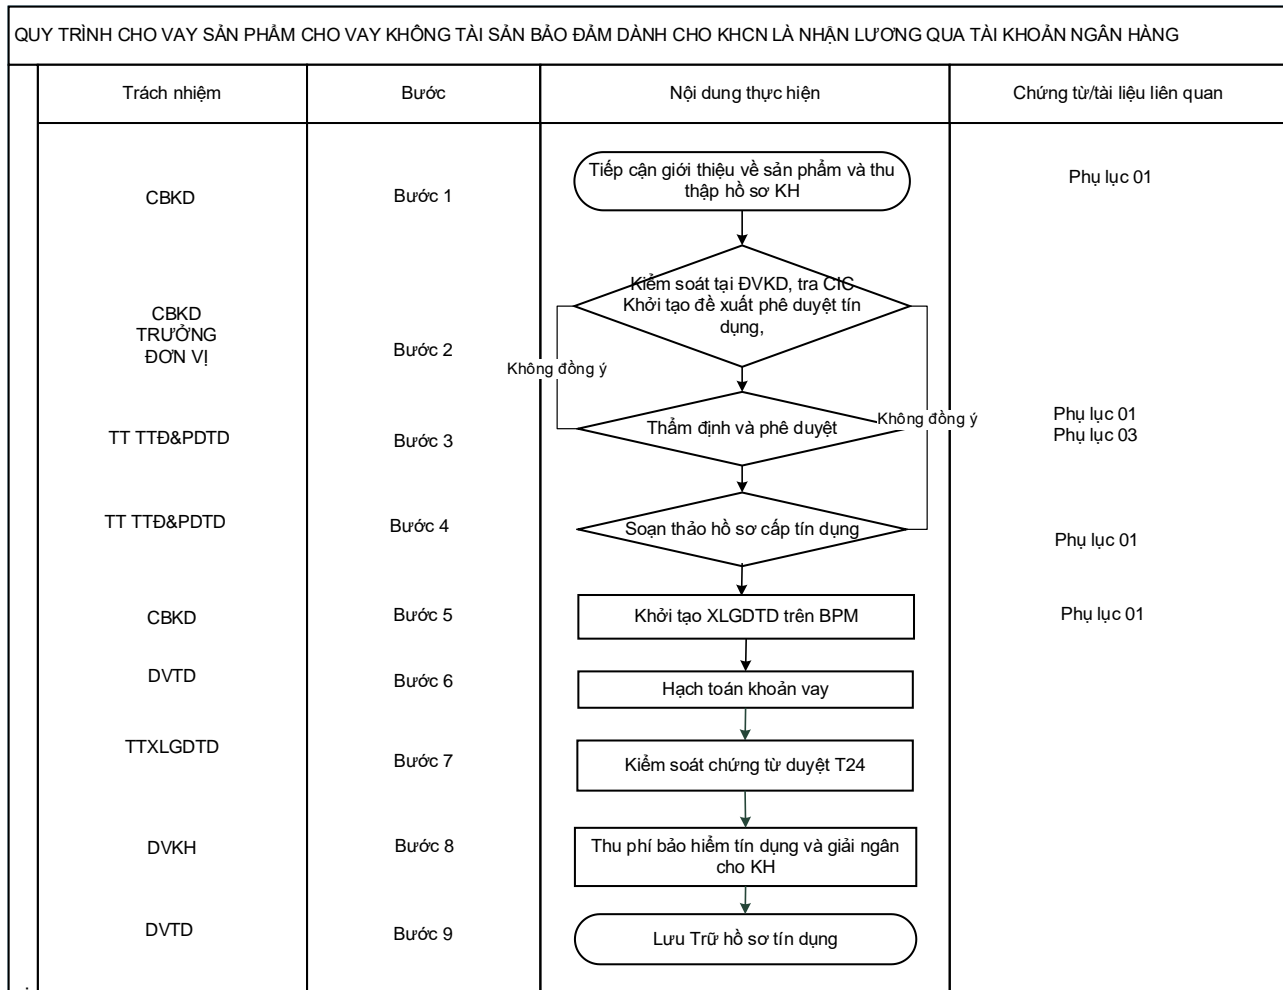 QUY TRÌNH CHO VAY SẢN PHẨM CHO VAY KHÔNG TÀI SẢN BẢO ĐẢM DÀNH CHO KHCN LÀ NHẬN LƯƠNG QUA TÀI KHOẢN NGÂN HÀNG
Trách nhiệm
Bước
Nội dung thực hiện
Chứng từ/tài liệu liên quan
CBKD
Bước 1
Tiếp cận giới thiệu về sản phẩm và thu
thập hồ sơ KH
Phụ lục 01
CBKD
TRƯỞNG
ĐƠN VỊ
Bước 2
Kiểm soát tại ĐVKD, tra CIC
Khởi tạo đề xuất phê duyệt tín
dụng,
Không đồng ý
TT TTĐ&PDTD
Bước 3
Thẩm định và phê duyệt
Không đồng ý
Phụ lục 01
Phụ lục 03
TT TTĐ&PDTD
Bước 4
Soạn thảo hồ sơ cấp tín dụng
Phụ lục 01
CBKD
Bước 5
Khởi tạo XLGDTD trên BPM
Phụ lục 01
DVTD
Bước 6
Hạch toán khoản vay
TTXLGDTD
Bước 7
Kiểm soát chứng từ duyệt T24
DVKH
Bước 8
Thu phí bảo hiểm tín dụng và giải ngân
cho KH
DVTD
Bước 9
Lưu Trữ hồ sơ tín dụng